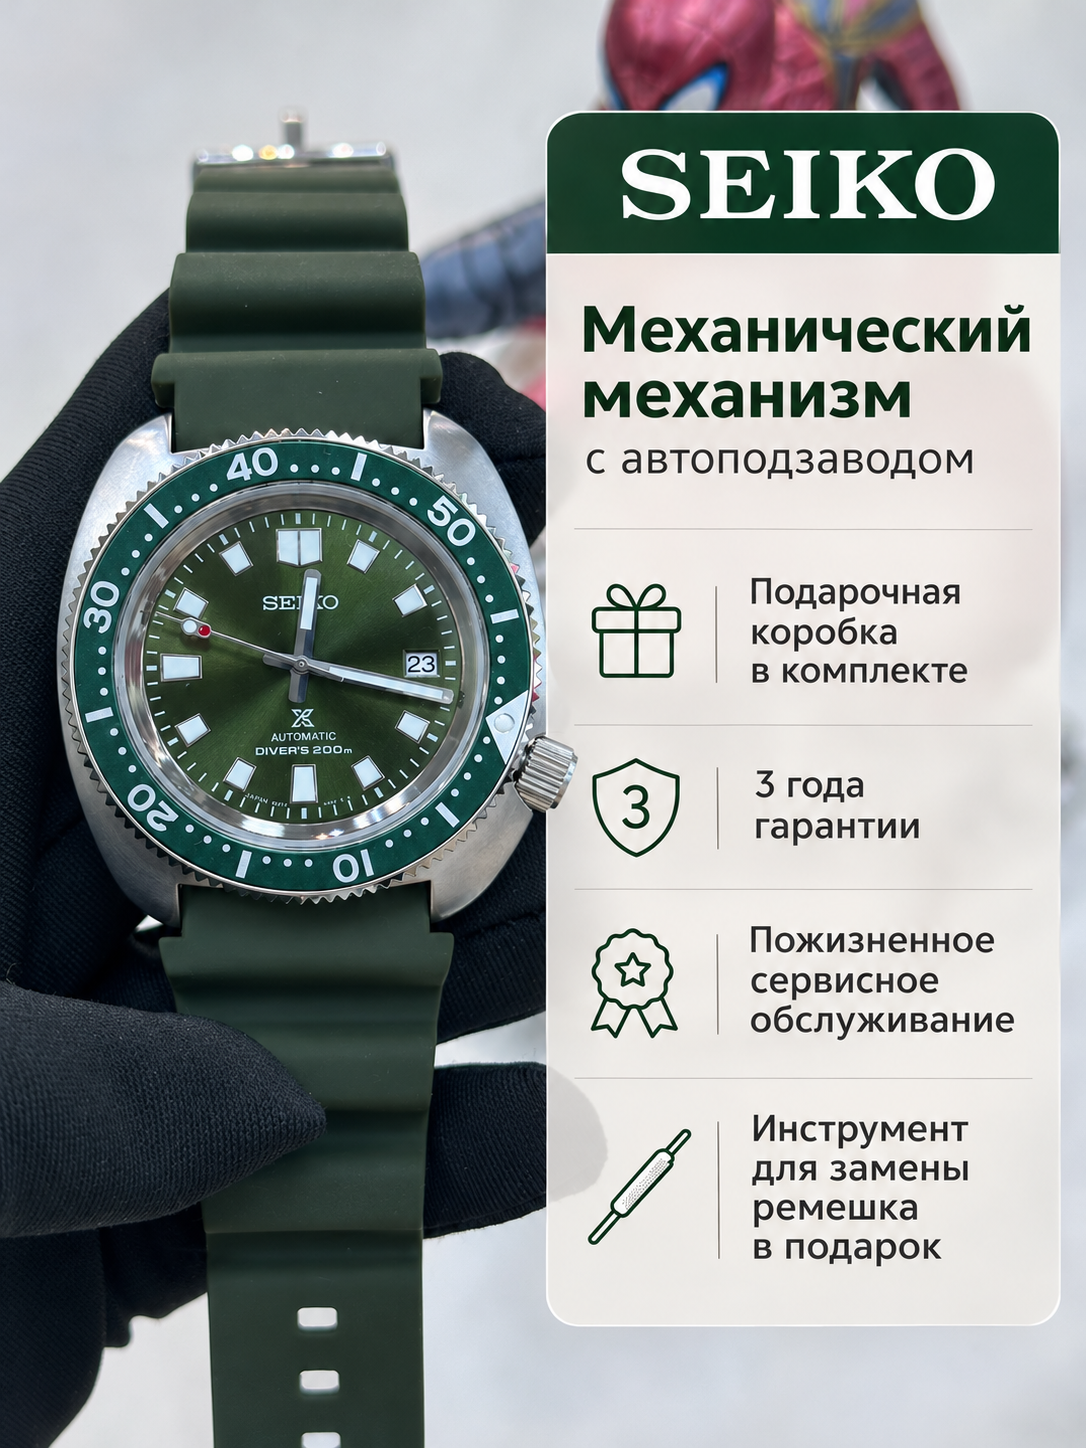 SEIKO
Механический
механизм
с автоподзаводом
Подарочная
коробка
в комплекте
3
3 года
гарантии
Пожизненное
сервисное
обслуживание
Инструмент
для замены
ремешка
в подарок
40
50
30
20
10
SEIKO
23
AUTOMATIC
DIVER'S 200m
JAPAN